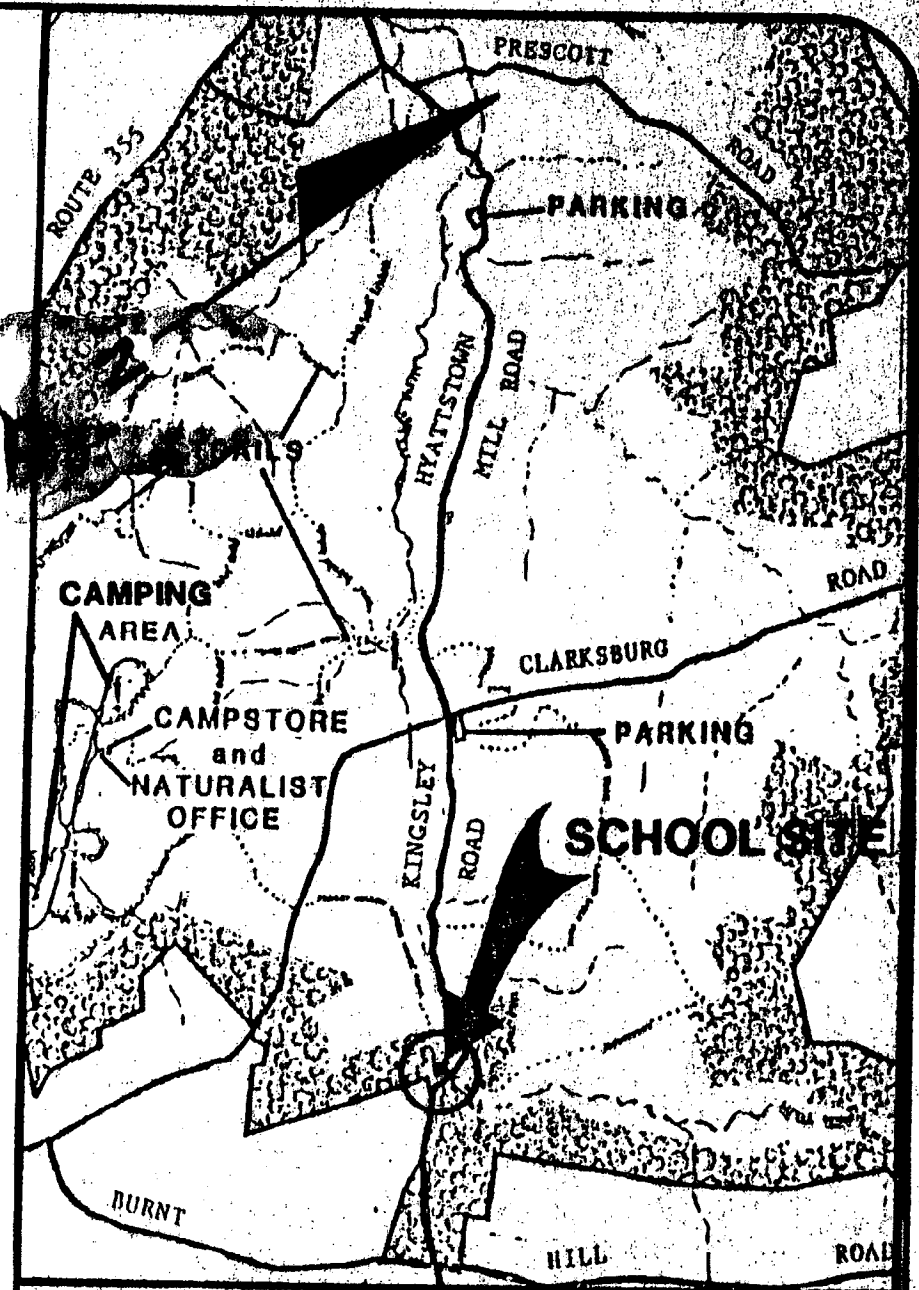 PRESCOTT
ROAD
ROUTE 355
PARKING
HYATTSTOWN
MILL ROAD
CAMPING
AREA
ROAD
CLARKSBURG
CAMPSTORE
and
NATURALIST
OFFICE
PARKING
KINGSLEY
ROAD
SCHOOL SITE
BURNT
HILL
ROAD